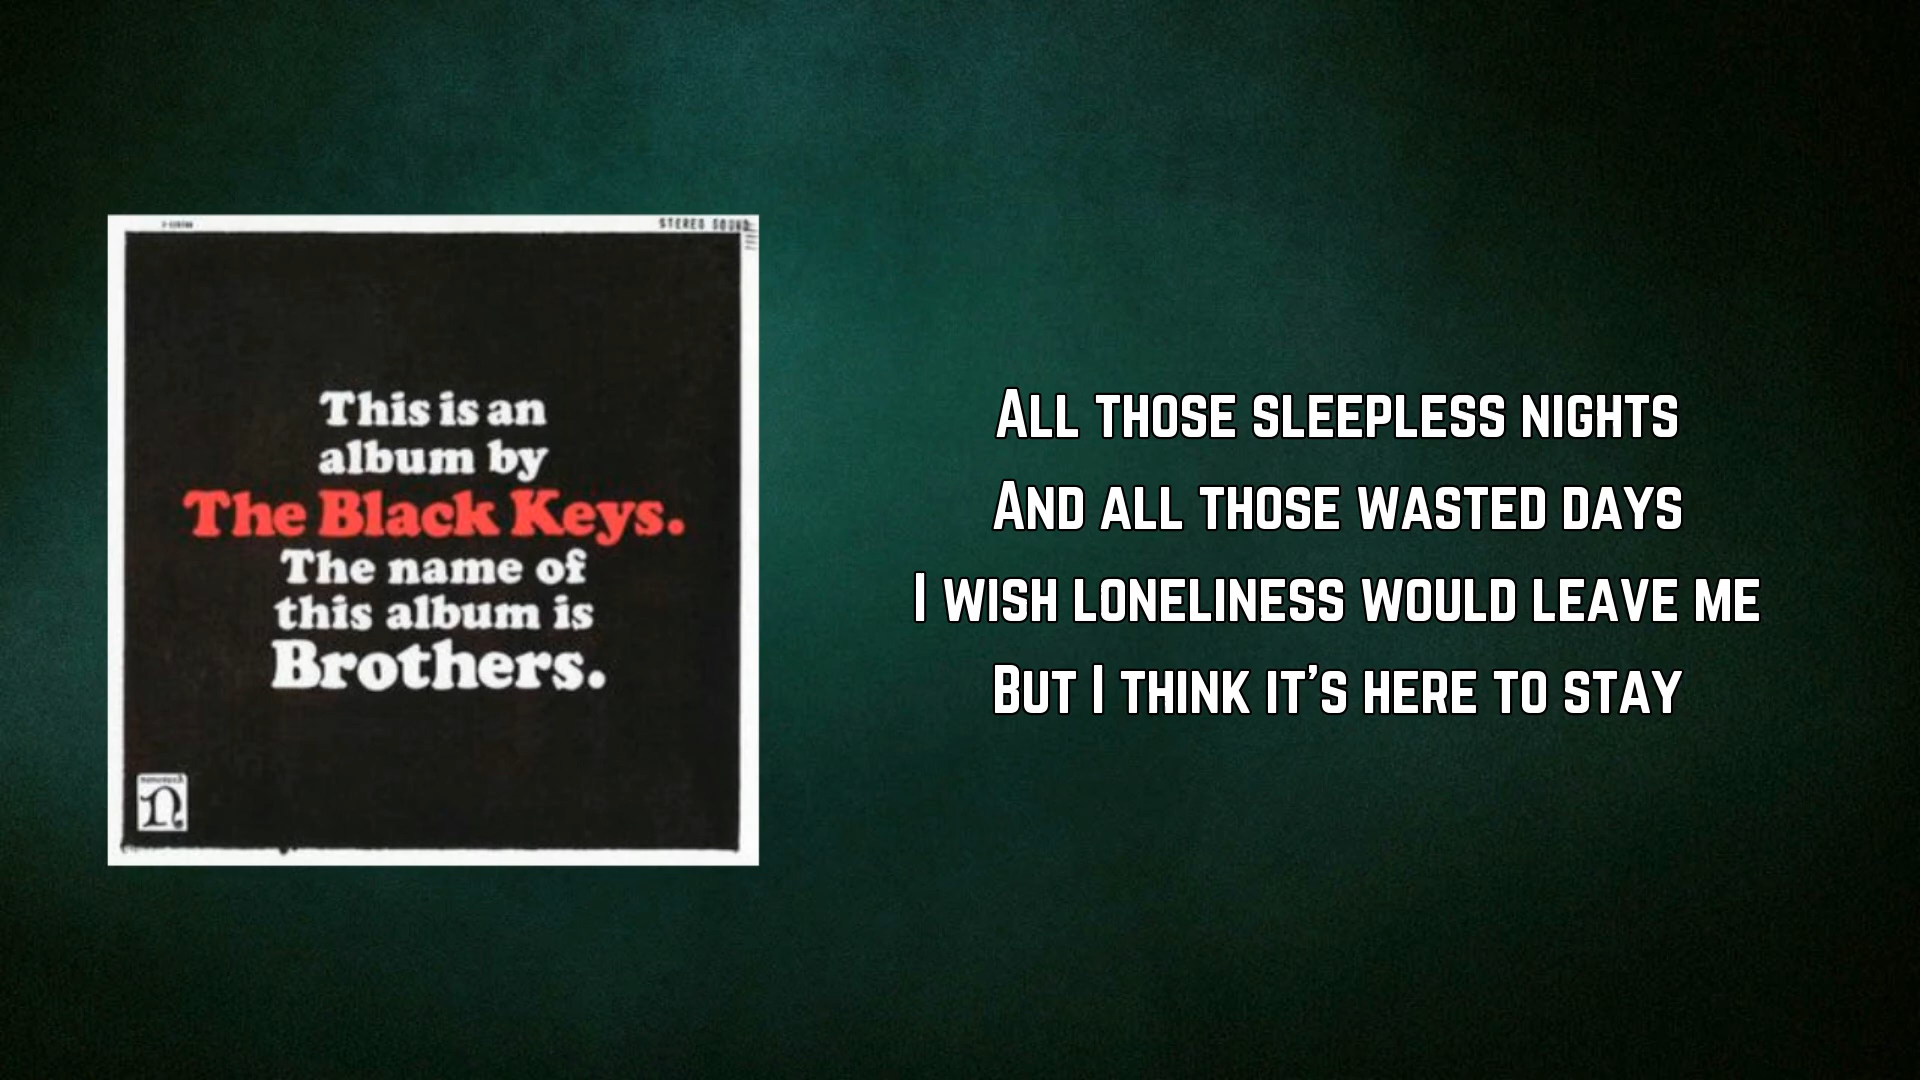 STEREO SOUND
This is an
album by
The Black Keys.
The name of
this album is
Brothers.
nonesuch
n
All those sleepless nights
And all those wasted days
I wish loneliness would leave me
But I think it's here to stay